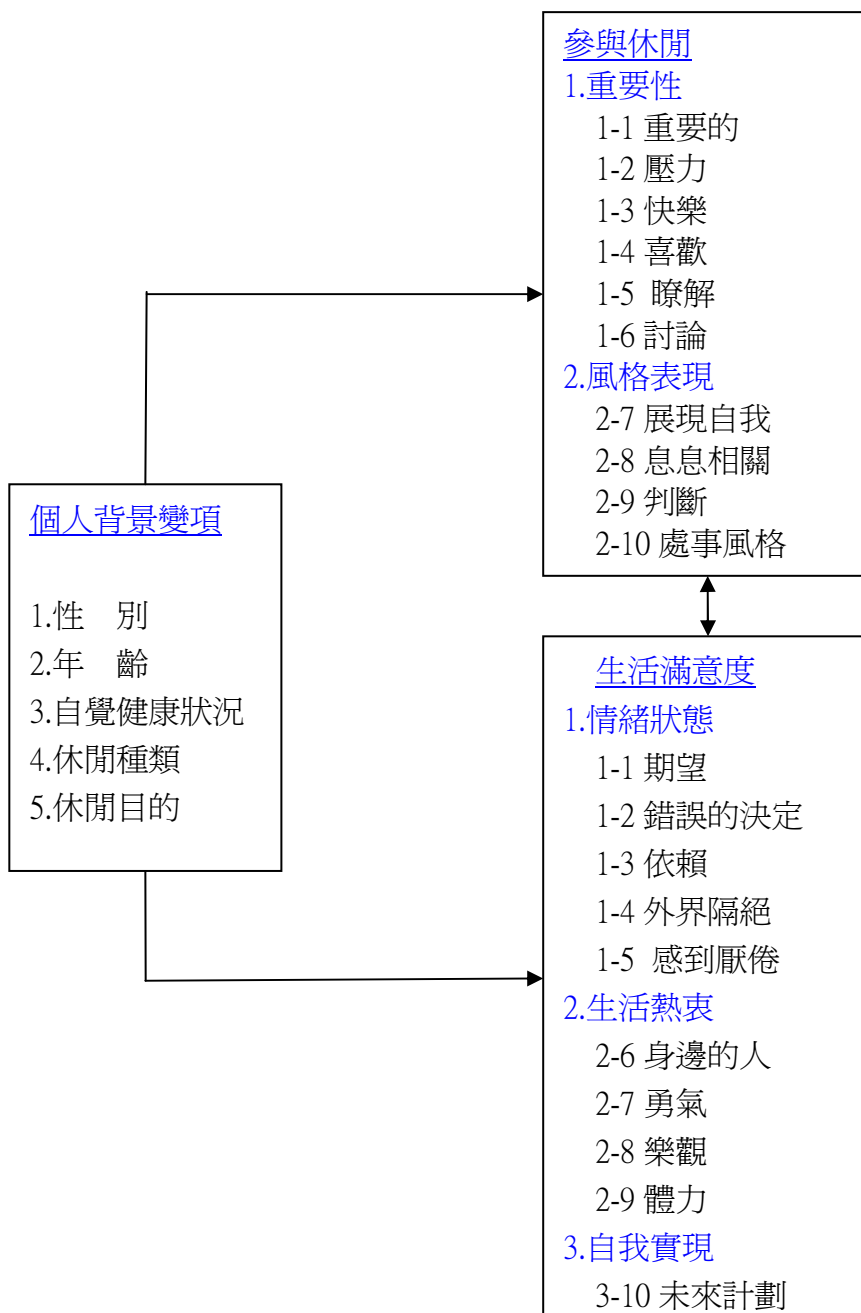 參與休閒
1.重要性
1-1 重要的
1-2 壓力
1-3 快樂
1-4 喜歡
1-5 瞭解
1-6 討論
2.風格表現
2-7 展現自我
2-8 息息相關
2-9 判斷
2-10 處事風格
個人背景變項
1.性　別
2.年　齡
3.自覺健康狀況
4.休閒種類
5.休閒目的
生活滿意度
1.情緒狀態
1-1 期望
1-2 錯誤的決定
1-3 依賴
1-4 外界隔絕
1-5 感到厭倦
2.生活熱衷
2-6 身邊的人
2-7 勇氣
2-8 樂觀
2-9 體力
3.自我實現
3-10 未來計劃